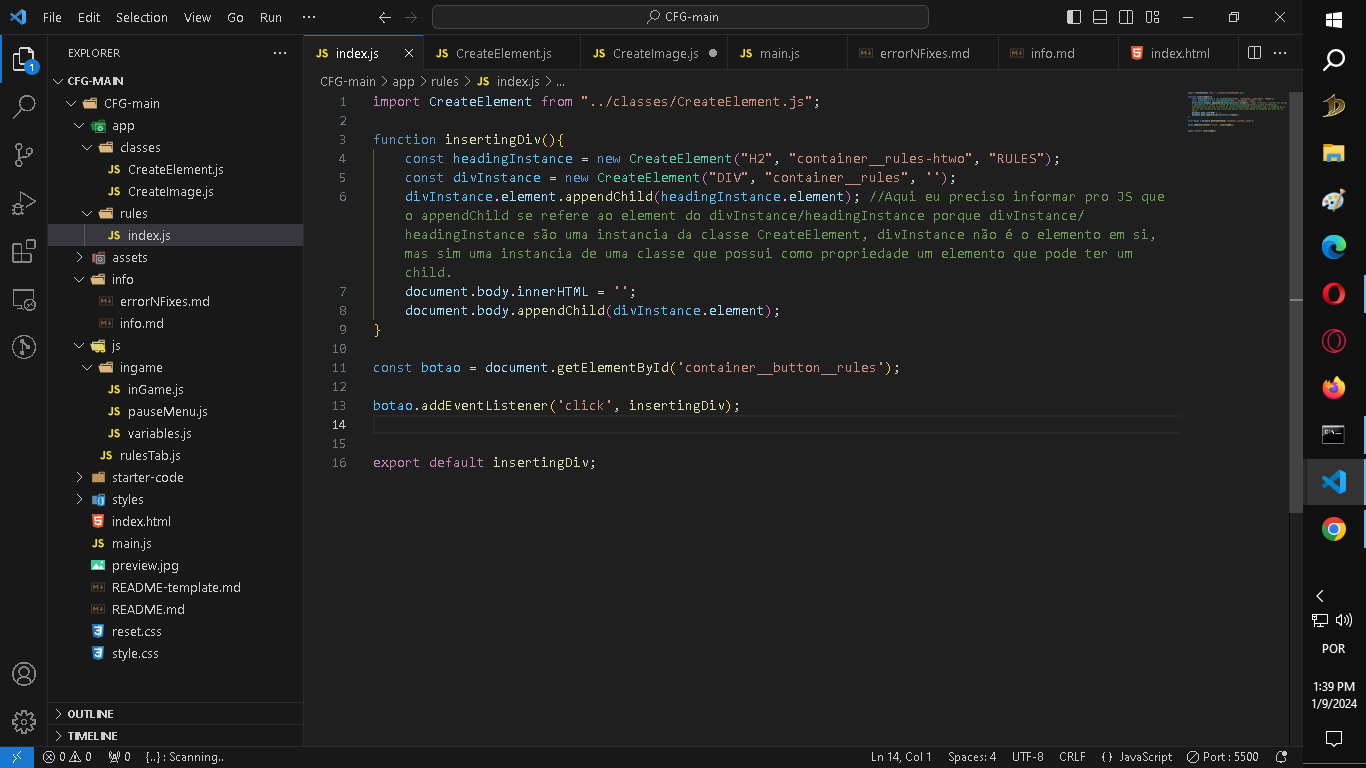 File Edit Selection View Go Run ··· CFG-main
EXPLORER ···
CFG-MAIN
CFG-main
app
classes
JS CreateElement.js
JS CreateImage.js
rules
JS index.js
assets
info
errorNFixes.md
info.md
js
ingame
JS inGame.js
JS pauseMenu.js
JS variables.js
JS rulesTab.js
starter-code
styles
index.html
JS main.js
preview.jpg
README-template.md
README.md
reset.css
style.css
OUTLINE
TIMELINE
JS index.js JS CreateElement.js JS CreateImage.js JS main.js errorNFixes.md info.md index.html ···
CFG-main > app > rules > JS index.js > ...
1 import CreateElement from "../classes/CreateElement.js";
2
3 function insertingDiv(){
4 const headingInstance = new CreateElement("H2", "container__rules-htwo", "RULES");
5 const divInstance = new CreateElement("DIV", "container__rules", '');
6 divInstance.element.appendChild(headingInstance.element); //Aqui eu preciso informar pro JS que
o appendChild se refere ao element do divInstance/headingInstance porque divInstance/
headingInstance são uma instancia da classe CreateElement, divInstance não é o elemento em si,
mas sim uma instancia de uma classe que possui como propriedade um elemento que pode ter um
child.
7 document.body.innerHTML = '';
8 document.body.appendChild(divInstance.element);
9 }
10
11 const botao = document.getElementById('container__button__rules');
12
13 botao.addEventListener('click', insertingDiv);
14
15
16 export default insertingDiv;
1
0 0 0 {..} : Scanning.. Ln 14, Col 1 Spaces: 4 UTF-8 CRLF {} JavaScript Port : 5500
POR
1:39 PM
1/9/2024